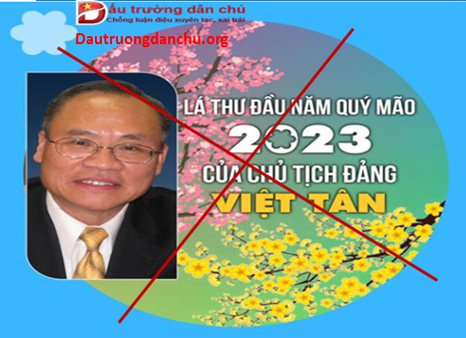 Đấu trường dân chủ
Chống luận điệu xuyên tạc, sai bài
Dautruongdanchu.org
LÁ THƯ ĐẦU NĂM QUÝ MÃO
2023
CỦA CHỦ TỊCH ĐẢNG
VIỆT TÂN